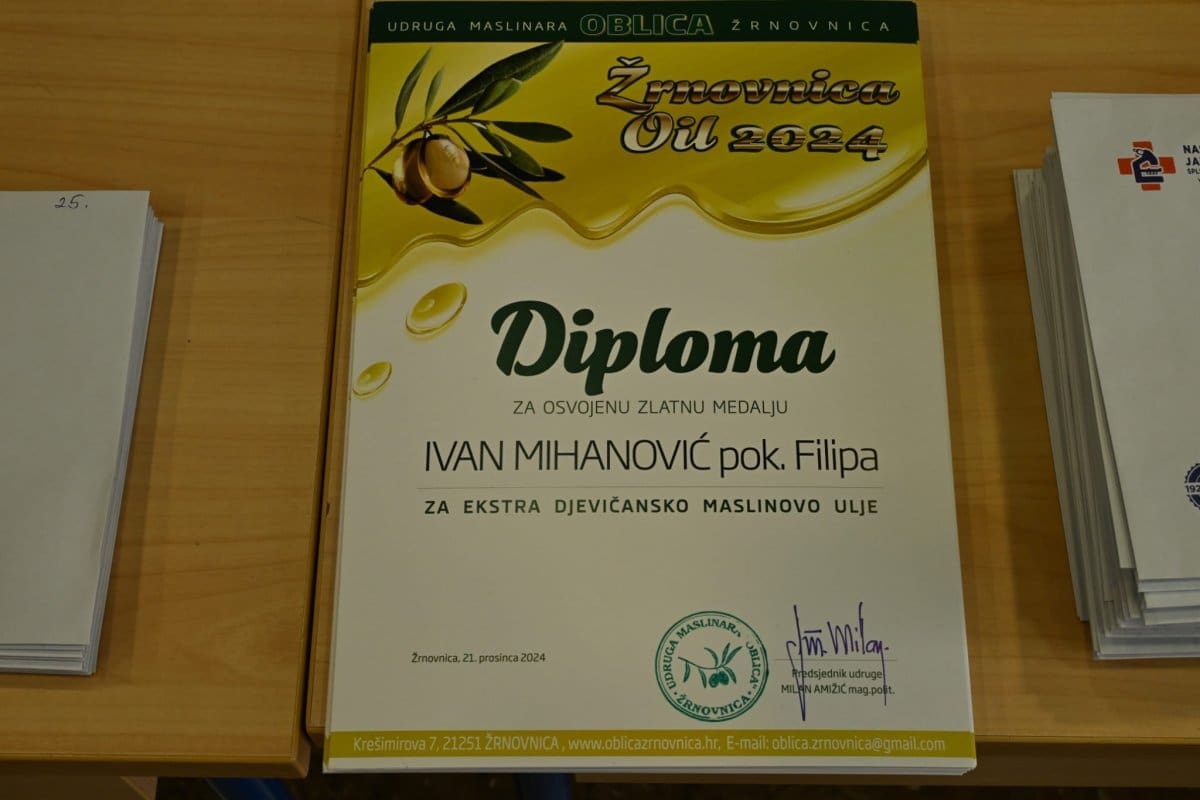 UDRUGA MASLINARA OBLICA ŽRNOVNICA
Žrnovnica
Oil 2024
Diploma
ZA OSVOJENU ZLATNU MEDALJU
IVAN MIHANOVIĆ pok. Filipa
ZA EKSTRA DJEVIČANSKO MASLINOVO ULJE
Žrnovnica, 21. prosinca 2024
UDRUGA MASLINARA "OBLICA"
ŽRNOVNICA
Predsjednik udruge
MILAN AMIŽIĆ mag.polit.
Krešimirova 7, 21251 ŽRNOVNICA , www.oblicazrnovnica.hr, E-mail: oblica.zrnovnica@gmail.com
25.